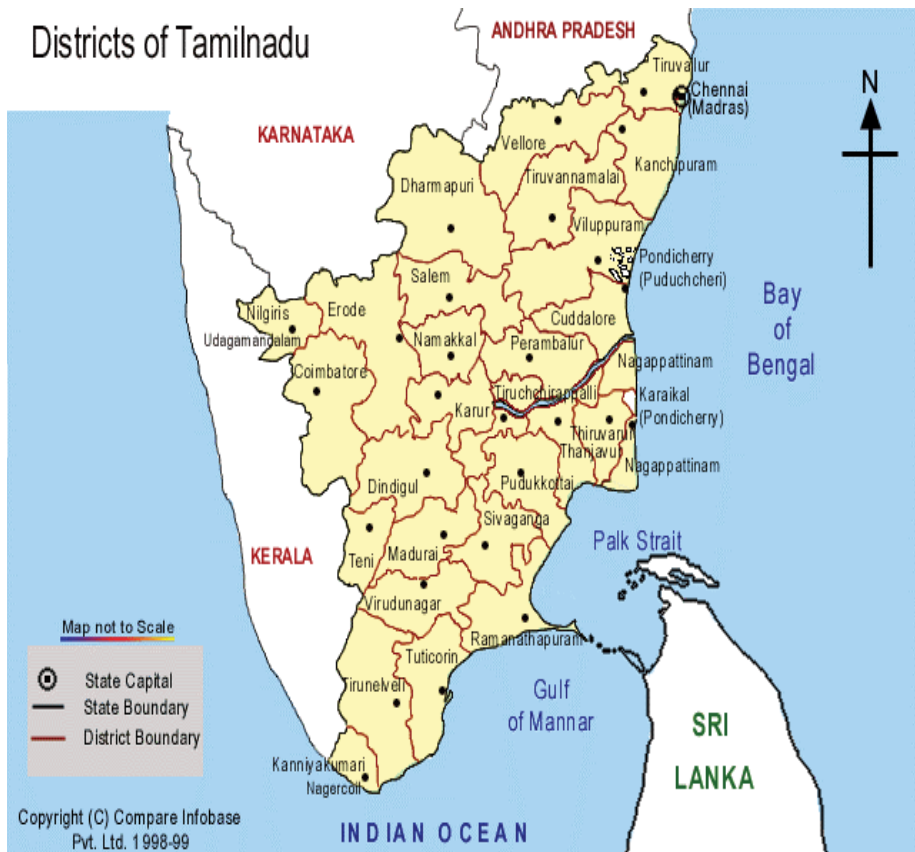 Districts of Tamilnadu
ANDHRA PRADESH
Tiruvalur
Chennai
(Madras)
N
KARNATAKA
Vellore
Kanchipuram
Dharmapuri
Tiruvannamalai
Viluppuram
Pondicherry
(Puduchcheri)
Salem
Bay
of
Bengal
Nilgiris
Erode
Cuddalore
Udagamandalam
Namakkal
Perambalur
Nagappattinam
Coimbatore
Tiruchchirappalli
Karaikal
(Pondicherry)
Karur
Thiruvarur
Thanjavur
Nagappattinam
Dindigul
Pudukkottai
Sivaganga
Palk Strait
KERALA
Teni
Madurai
Virudunagar
Ramanathapuram
Map not to Scale
Tuticorin
State Capital
State Boundary
District Boundary
Tirunelveli
Gulf
of Mannar
SRI
LANKA
Kanniyakumari
Nagercoil
Copyright (C) Compare Infobase
Pvt. Ltd. 1998-99
INDIAN OCEAN